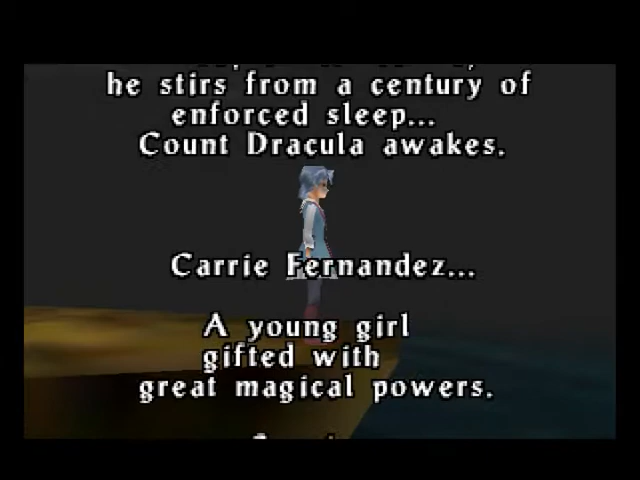 he stirs from a century of
enforced sleep...
Count Dracula awakes.
Carrie Fernandez...
A young girl
gifted with
great magical powers.